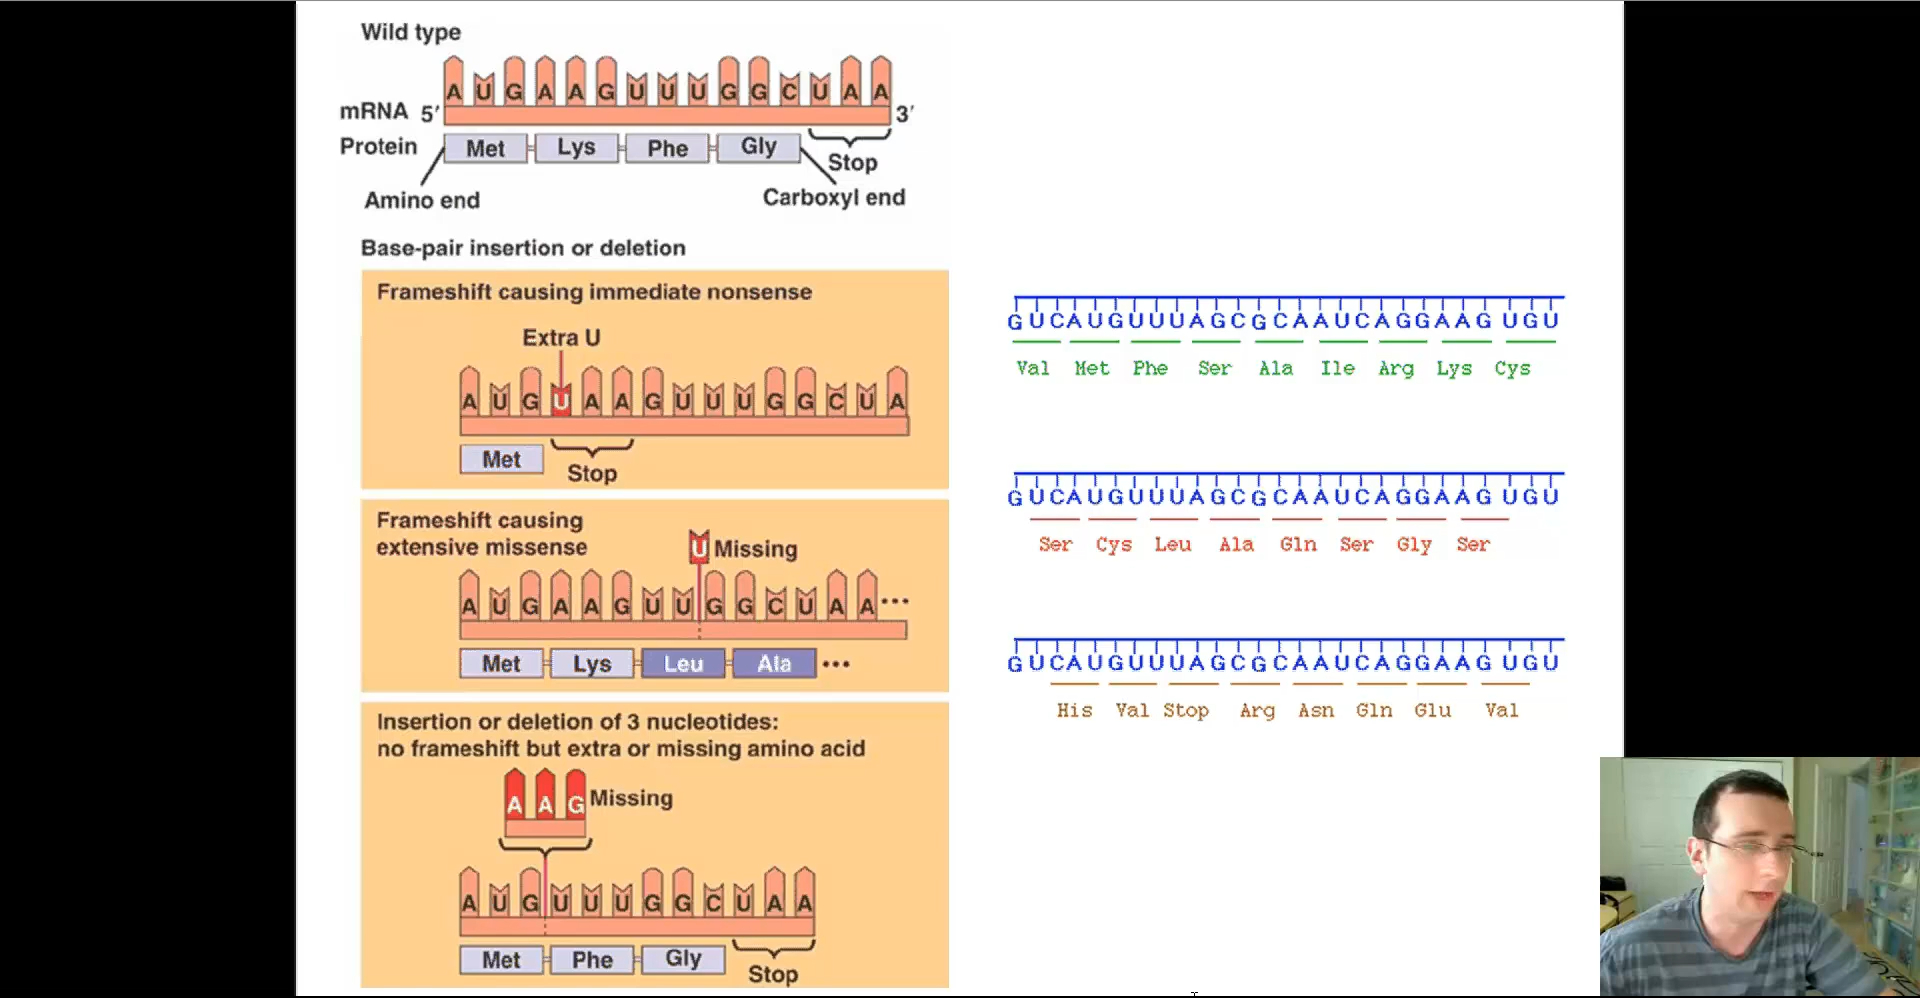 Wild type
A U G A A G U U U G G C U A A
mRNA 5′ 3′
Protein Met Lys Phe Gly Stop
Amino end Carboxyl end
Base-pair insertion or deletion
Frameshift causing immediate nonsense
Extra U
A U G U A A G U U U G G C U A
Met Stop
Frameshift causing
extensive missense
U Missing
A U G A A G U U G G C U A A ...
Met Lys Leu Ala ...
Insertion or deletion of 3 nucleotides:
no frameshift but extra or missing amino acid
A A G Missing
A U G U U U G G C U A A
Met Phe Gly Stop
G U C A U G U U U A G C G C A A U C A G G A A G U G U
Val Met Phe Ser Ala Ile Arg Lys Cys
G U C A U G U U U A G C G C A A U C A G G A A G U G U
Ser Cys Leu Ala Gln Ser Gly Ser
G U C A U G U U U A G C G C A A U C A G G A A G U G U
His Val Stop Arg Asn Gln Glu Val